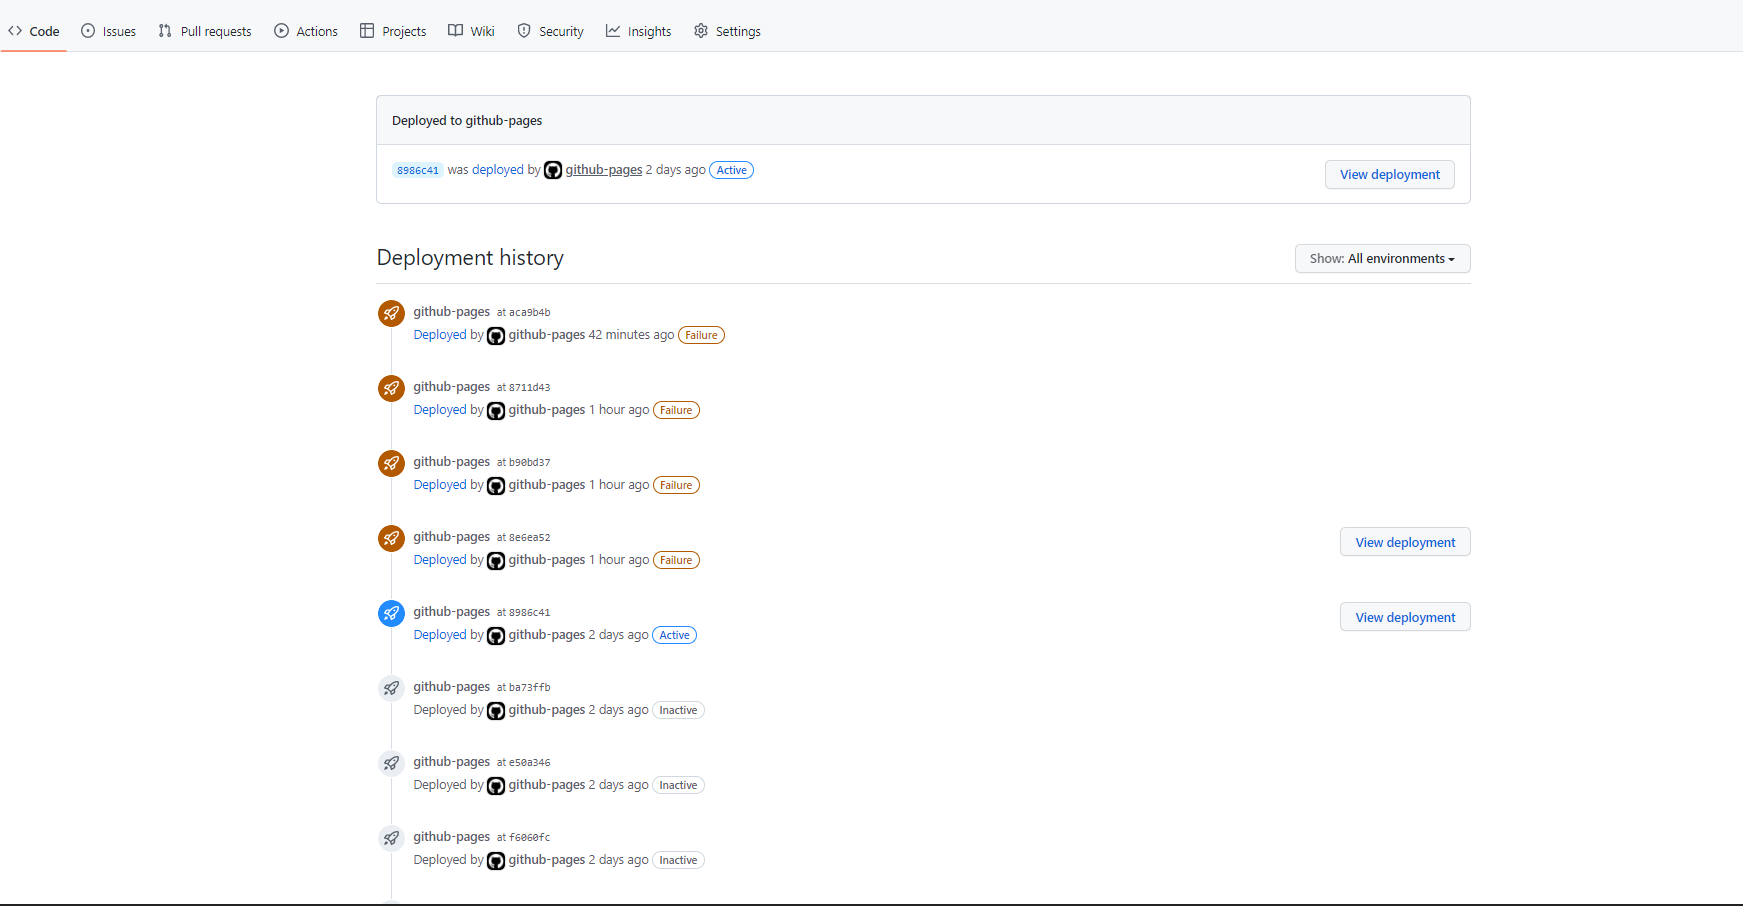 Code Issues Pull requests Actions Projects Wiki Security Insights Settings
Deployed to github-pages
8986c41 was deployed by github-pages 2 days ago Active
View deployment
Deployment history
Show: All environments
github-pages at aca9b4b
Deployed by github-pages 42 minutes ago Failure
github-pages at 8711d43
Deployed by github-pages 1 hour ago Failure
github-pages at b90bd37
Deployed by github-pages 1 hour ago Failure
github-pages at 8e6ea52
View deployment
Deployed by github-pages 1 hour ago Failure
github-pages at 8986c41
View deployment
Deployed by github-pages 2 days ago Active
github-pages at ba73ffb
Deployed by github-pages 2 days ago Inactive
github-pages at e50a346
Deployed by github-pages 2 days ago Inactive
github-pages at f6060fc
Deployed by github-pages 2 days ago Inactive